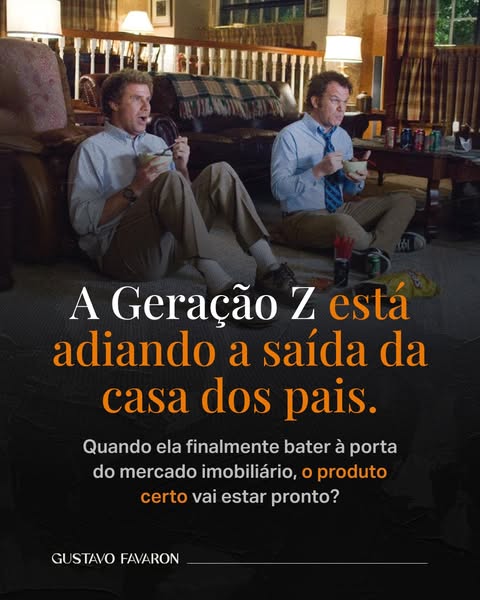 A Geração Z está
adiando a saída da
casa dos pais.
Quando ela finalmente bater à porta
do mercado imobiliário, o produto
certo vai estar pronto?
GUSTAVO FAVARON